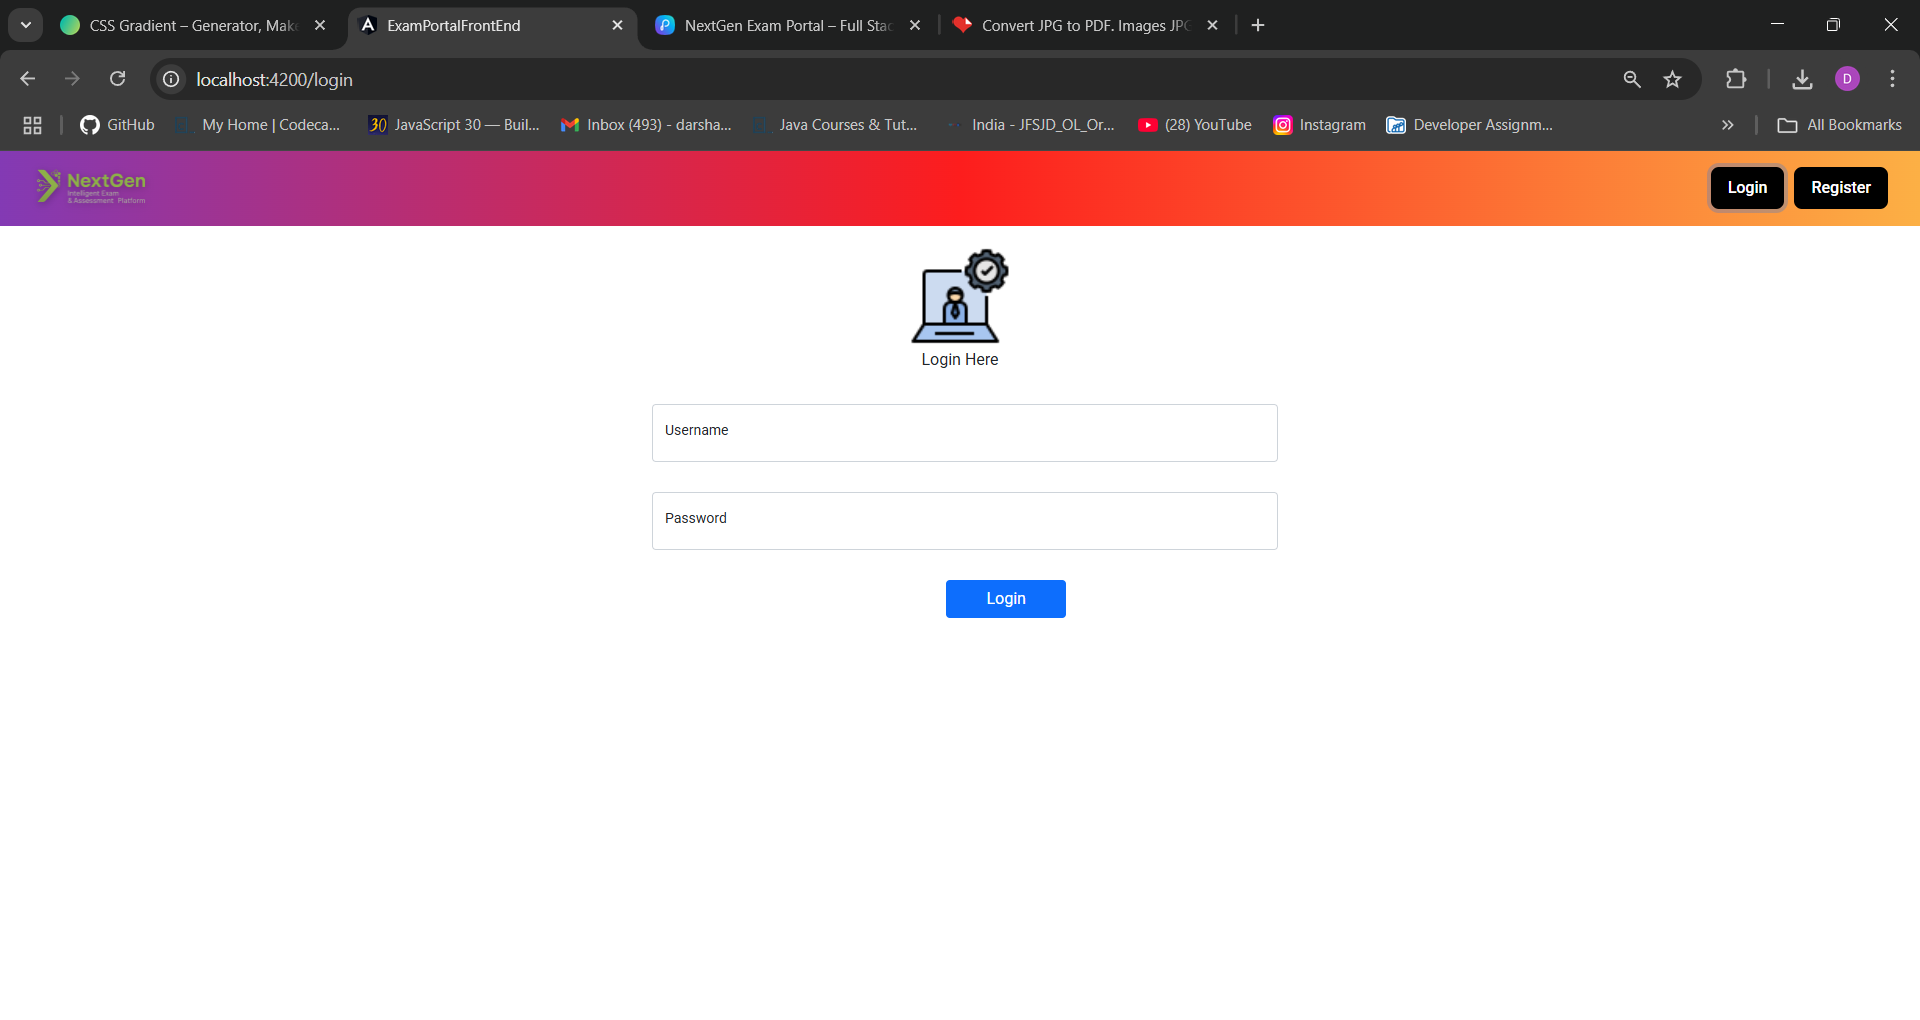 CSS Gradient – Generator, Mak
ExamPortalFrontEnd
NextGen Exam Portal – Full Stac
Convert JPG to PDF. Images JPG
localhost:4200/login
D
GitHub
My Home | Codeca...
30 JavaScript 30 — Buil...
Inbox (493) - darsha...
Java Courses & Tut...
India - JFSJD_OL_Or...
(28) YouTube
Instagram
Developer Assignm...
All Bookmarks
NextGen
Intelligent Exam
& Assessment Platform
Login
Register
Login Here
Username
Password
Login